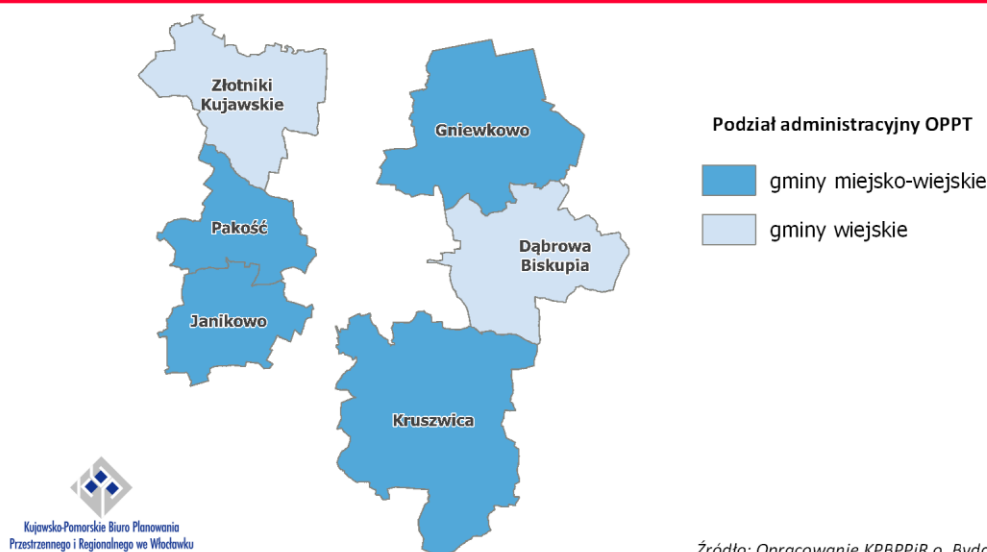 Złotniki
Kujawskie
Gniewkowo
Pakość
Dąbrowa
Biskupia
Janikowo
Kruszwica
Podział administracyjny OPPT
gminy miejsko-wiejskie
gminy wiejskie
Kujawsko-Pomorskie Biuro Planowania
Przestrzennego i Regionalnego we Włocławku
Źródło: Opracowanie KPBPPiR o. Bydg